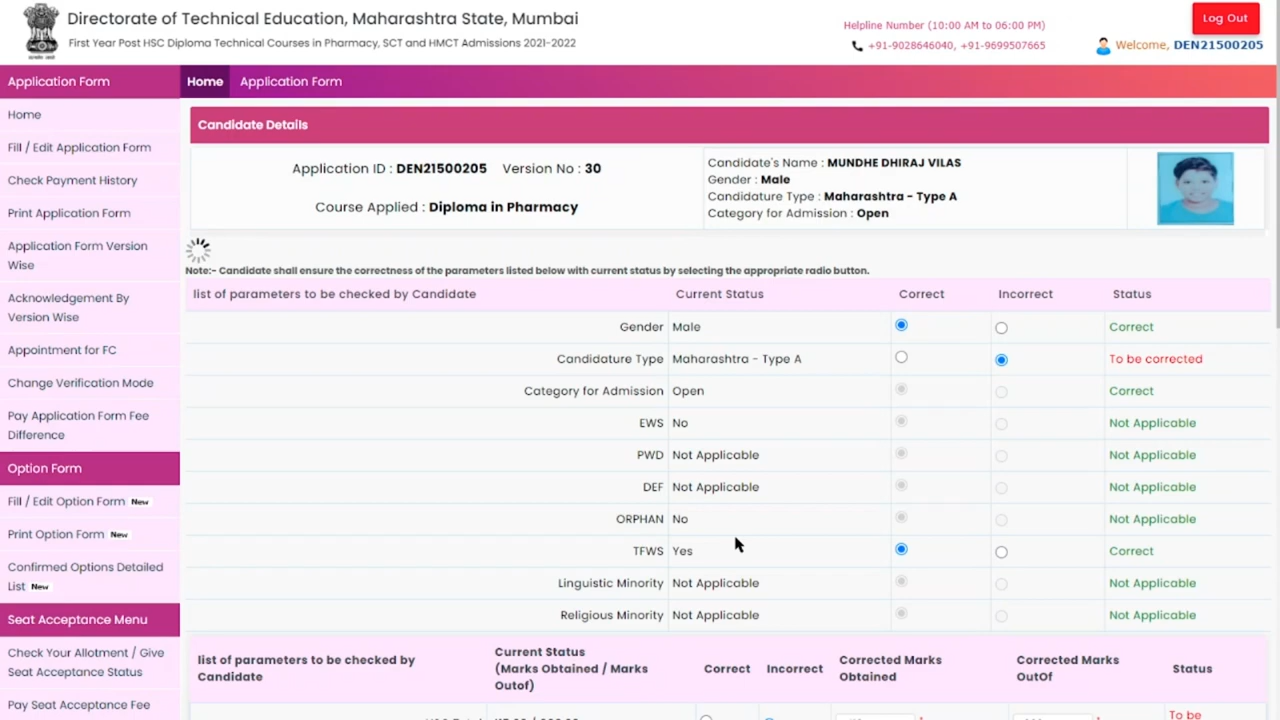 Directorate of Technical Education, Maharashtra State, Mumbai
First Year Post HSC Diploma Technical Courses in Pharmacy, SCT and HMCT Admissions 2021-2022
Helpline Number (10:00 AM to 06:00 PM)
+91-9028646040, +91-9699507665
Log Out
Welcome, DEN21500205
Application Form
Home
Fill / Edit Application Form
Check Payment History
Print Application Form
Application Form Version
Wise
Acknowledgement By
Version Wise
Appointment for FC
Change Verification Mode
Pay Application Form Fee
Difference
Option Form
Fill / Edit Option Form New
Print Option Form New
Confirmed Options Detailed
List New
Seat Acceptance Menu
Check Your Allotment / Give
Seat Acceptance Status
Pay Seat Acceptance Fee
Home Application Form
Candidate Details
Application ID : DEN21500205 Version No : 30
Course Applied : Diploma in Pharmacy
Candidate's Name : MUNDHE DHIRAJ VILAS
Gender : Male
Candidature Type : Maharashtra - Type A
Category for Admission : Open
Note:- Candidate shall ensure the correctness of the parameters listed below with current status by selecting the appropriate radio button.
list of parameters to be checked by Candidate Current Status Correct Incorrect Status
Gender Male Correct
Candidature Type Maharashtra - Type A To be corrected
Category for Admission Open Correct
EWS No Not Applicable
PWD Not Applicable Not Applicable
DEF Not Applicable Not Applicable
ORPHAN No Not Applicable
TFWS Yes Correct
Linguistic Minority Not Applicable Not Applicable
Religious Minority Not Applicable Not Applicable
list of parameters to be checked by
Candidate
Current Status
(Marks Obtained / Marks
Outof)
Correct
Incorrect
Corrected Marks
Obtained
Corrected Marks
OutOf
Status
To be